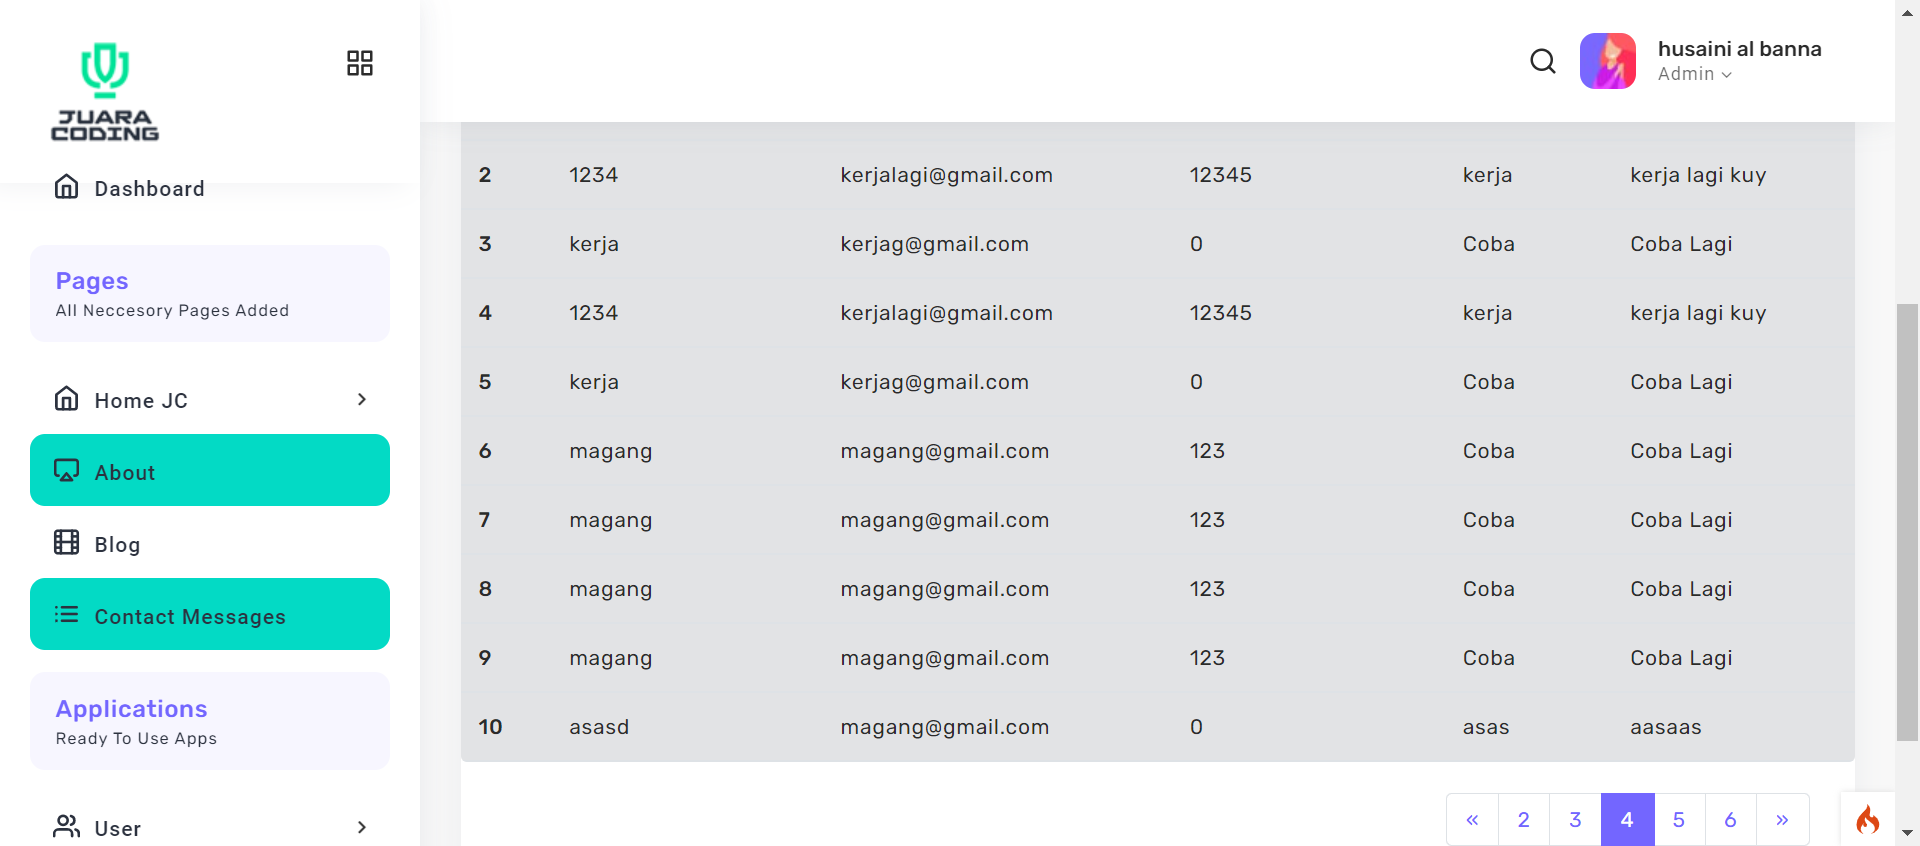 JUARA
CODING
husaini al banna
Admin
Dashboard
Pages
All Neccesory Pages Added
Home JC
About
Blog
Contact Messages
Applications
Ready To Use Apps
User
2 1234 kerjalagi@gmail.com 12345 kerja kerja lagi kuy
3 kerja kerjag@gmail.com 0 Coba Coba Lagi
4 1234 kerjalagi@gmail.com 12345 kerja kerja lagi kuy
5 kerja kerjag@gmail.com 0 Coba Coba Lagi
6 magang magang@gmail.com 123 Coba Coba Lagi
7 magang magang@gmail.com 123 Coba Coba Lagi
8 magang magang@gmail.com 123 Coba Coba Lagi
9 magang magang@gmail.com 123 Coba Coba Lagi
10 asasd magang@gmail.com 0 asas aasaas
« 2 3 4 5 6 »